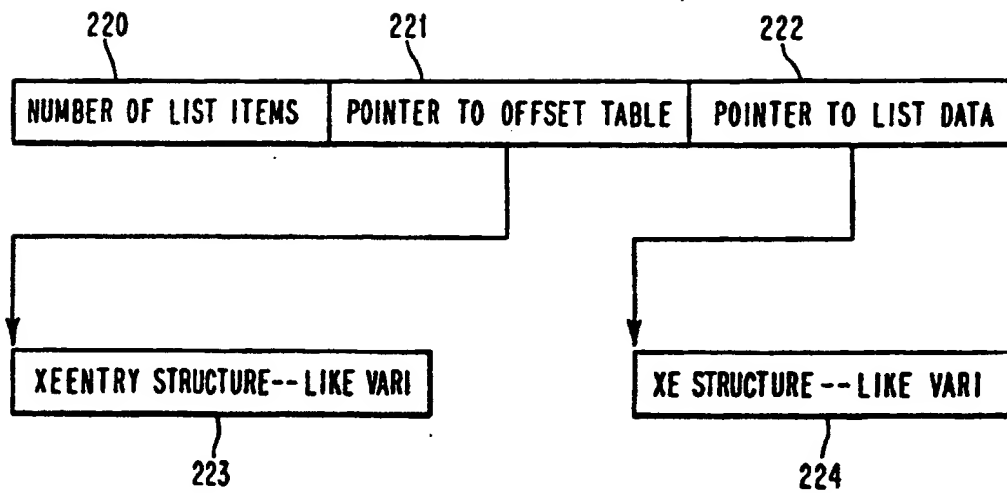 220 221 222
NUMBER OF LIST ITEMS POINTER TO OFFSET TABLE POINTER TO LIST DATA
XEENTRY STRUCTURE--LIKE VARI XE STRUCTURE--LIKE VARI
223 224